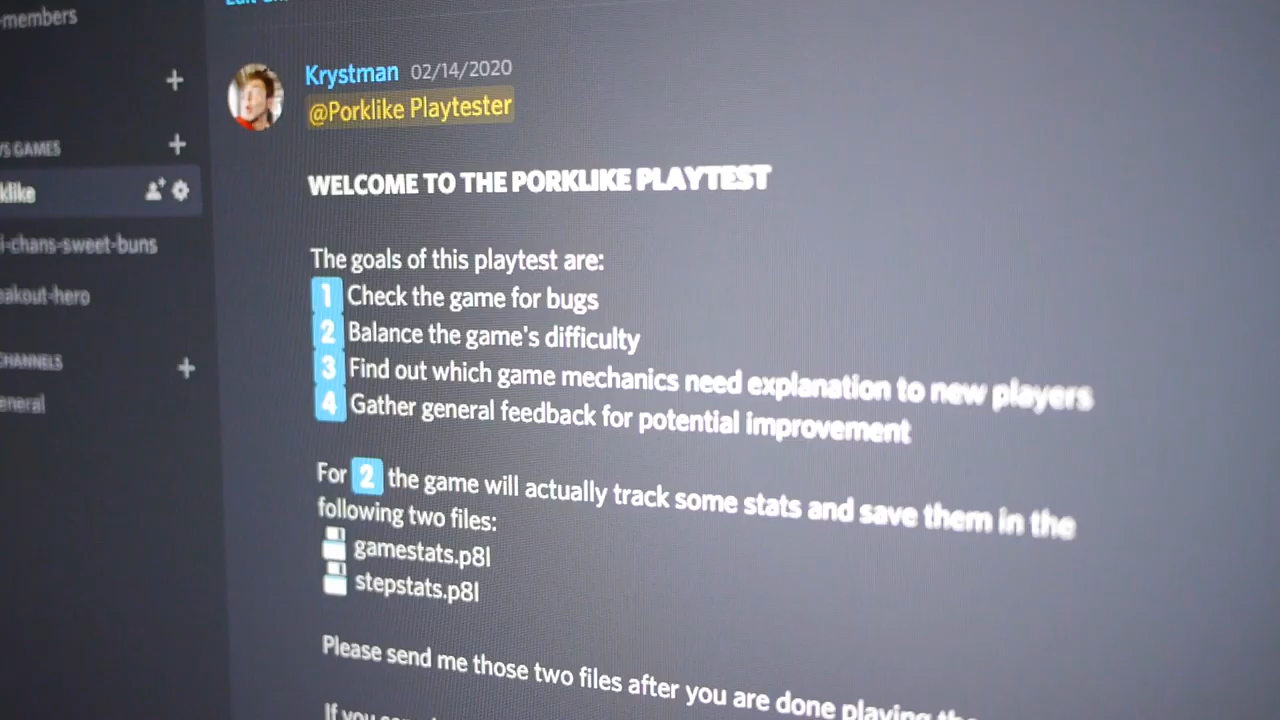 -members
Krystman 02/14/2020
@Porklike Playtester
WELCOME TO THE PORKLIKE PLAYTEST
GAMES
klike
i-chans-sweet-buns
eakout-hero
CHANNELS
eneral
The goals of this playtest are:
1 Check the game for bugs
2 Balance the game's difficulty
3 Find out which game mechanics need explanation to new players
4 Gather general feedback for potential improvement
For 2 the game will actually track some stats and save them in the
following two files:
gamestats.p8l
stepstats.p8l
Please send me those two files after you are done playing
If you